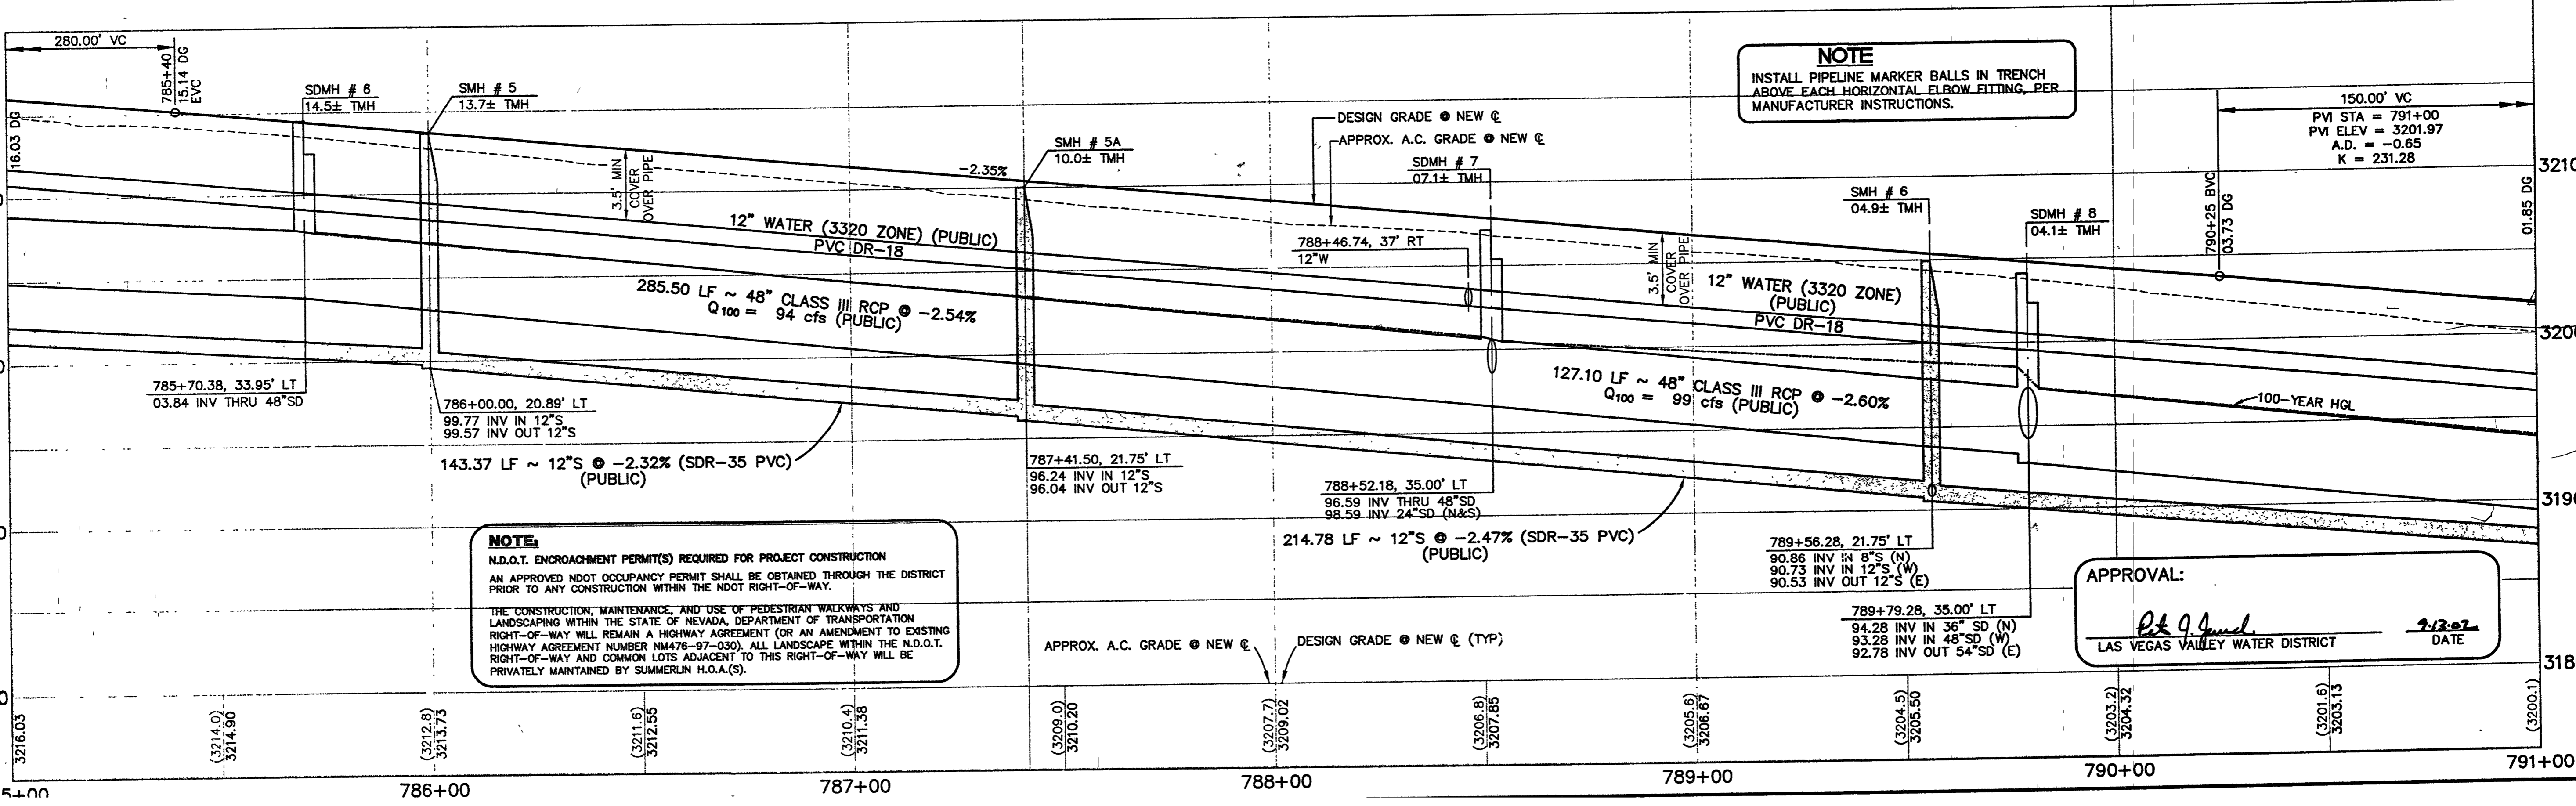 280.00' VC
785+40
15.14 DG
EVC
16.03 DG
SDMH # 6
14.5± TMH
SMH # 5
13.7± TMH
3.5' MIN
COVER
OVER PIPE
-2.35%
SMH # 5A
10.0± TMH
DESIGN GRADE @ NEW ℄
APPROX. A.C. GRADE @ NEW ℄
SDMH # 7
07.1± TMH
NOTE
INSTALL PIPELINE MARKER BALLS IN TRENCH
ABOVE EACH HORIZONTAL ELBOW FITTING, PER
MANUFACTURER INSTRUCTIONS.
150.00' VC
PVI STA = 791+00
PVI ELEV = 3201.97
A.D. = -0.65
K = 231.28
3210
SMH # 6
04.9± TMH
SDMH # 8
04.1± TMH
790+25 BVC
03.73 DG
01.85 DG
12" WATER (3320 ZONE) (PUBLIC)
PVC DR-18
788+46.74, 37' RT
12"W
3.5' MIN
COVER
OVER PIPE
12" WATER (3320 ZONE)
(PUBLIC)
PVC DR-18
285.50 LF ~ 48" CLASS III RCP @ -2.54%
Q100 = 94 cfs (PUBLIC)
320
127.10 LF ~ 48" CLASS III RCP @ -2.60%
Q100 = 99 cfs (PUBLIC)
100-YEAR HGL
785+70.38, 33.95' LT
03.84 INV THRU 48"SD
786+00.00, 20.89' LT
99.77 INV IN 12"S
99.57 INV OUT 12"S
143.37 LF ~ 12"S @ -2.32% (SDR-35 PVC)
(PUBLIC)
787+41.50, 21.75' LT
96.24 INV IN 12"S
96.04 INV OUT 12"S
788+52.18, 35.00' LT
96.59 INV THRU 48"SD
98.59 INV 24"SD (N&S)
214.78 LF ~ 12"S @ -2.47% (SDR-35 PVC)
(PUBLIC)
319
789+56.28, 21.75' LT
90.86 INV IN 8"S (N)
90.73 INV IN 12"S (W)
90.53 INV OUT 12"S (E)
789+79.28, 35.00' LT
94.28 INV IN 36" SD (N)
93.28 INV IN 48"SD (W)
92.78 INV OUT 54"SD (E)
NOTE:
N.D.O.T. ENCROACHMENT PERMIT(S) REQUIRED FOR PROJECT CONSTRUCTION
AN APPROVED NDOT OCCUPANCY PERMIT SHALL BE OBTAINED THROUGH THE DISTRICT
PRIOR TO ANY CONSTRUCTION WITHIN THE NDOT RIGHT-OF-WAY.
THE CONSTRUCTION, MAINTENANCE, AND USE OF PEDESTRIAN WALKWAYS AND
LANDSCAPING WITHIN THE STATE OF NEVADA, DEPARTMENT OF TRANSPORTATION
RIGHT-OF-WAY WILL REMAIN A HIGHWAY AGREEMENT (OR AN AMENDMENT TO EXISTING
HIGHWAY AGREEMENT NUMBER NM476-97-030). ALL LANDSCAPE WITHIN THE N.D.O.T.
RIGHT-OF-WAY AND COMMON LOTS ADJACENT TO THIS RIGHT-OF-WAY WILL BE
PRIVATELY MAINTAINED BY SUMMERLIN H.O.A.(S).
APPROX. A.C. GRADE @ NEW ℄
DESIGN GRADE @ NEW ℄ (TYP)
APPROVAL:
9-13-02
LAS VEGAS VALLEY WATER DISTRICT
DATE
318
3216.03
(3214.0)
3214.90
(3212.8)
3213.73
(3211.6)
3212.55
(3210.4)
3211.38
(3209.0)
3210.20
(3207.7)
3209.02
(3206.8)
3207.85
(3205.6)
3206.67
(3204.5)
3205.50
(3203.2)
3204.32
(3201.6)
3203.13
(3200.1)
5+00
786+00
787+00
788+00
789+00
790+00
791+00